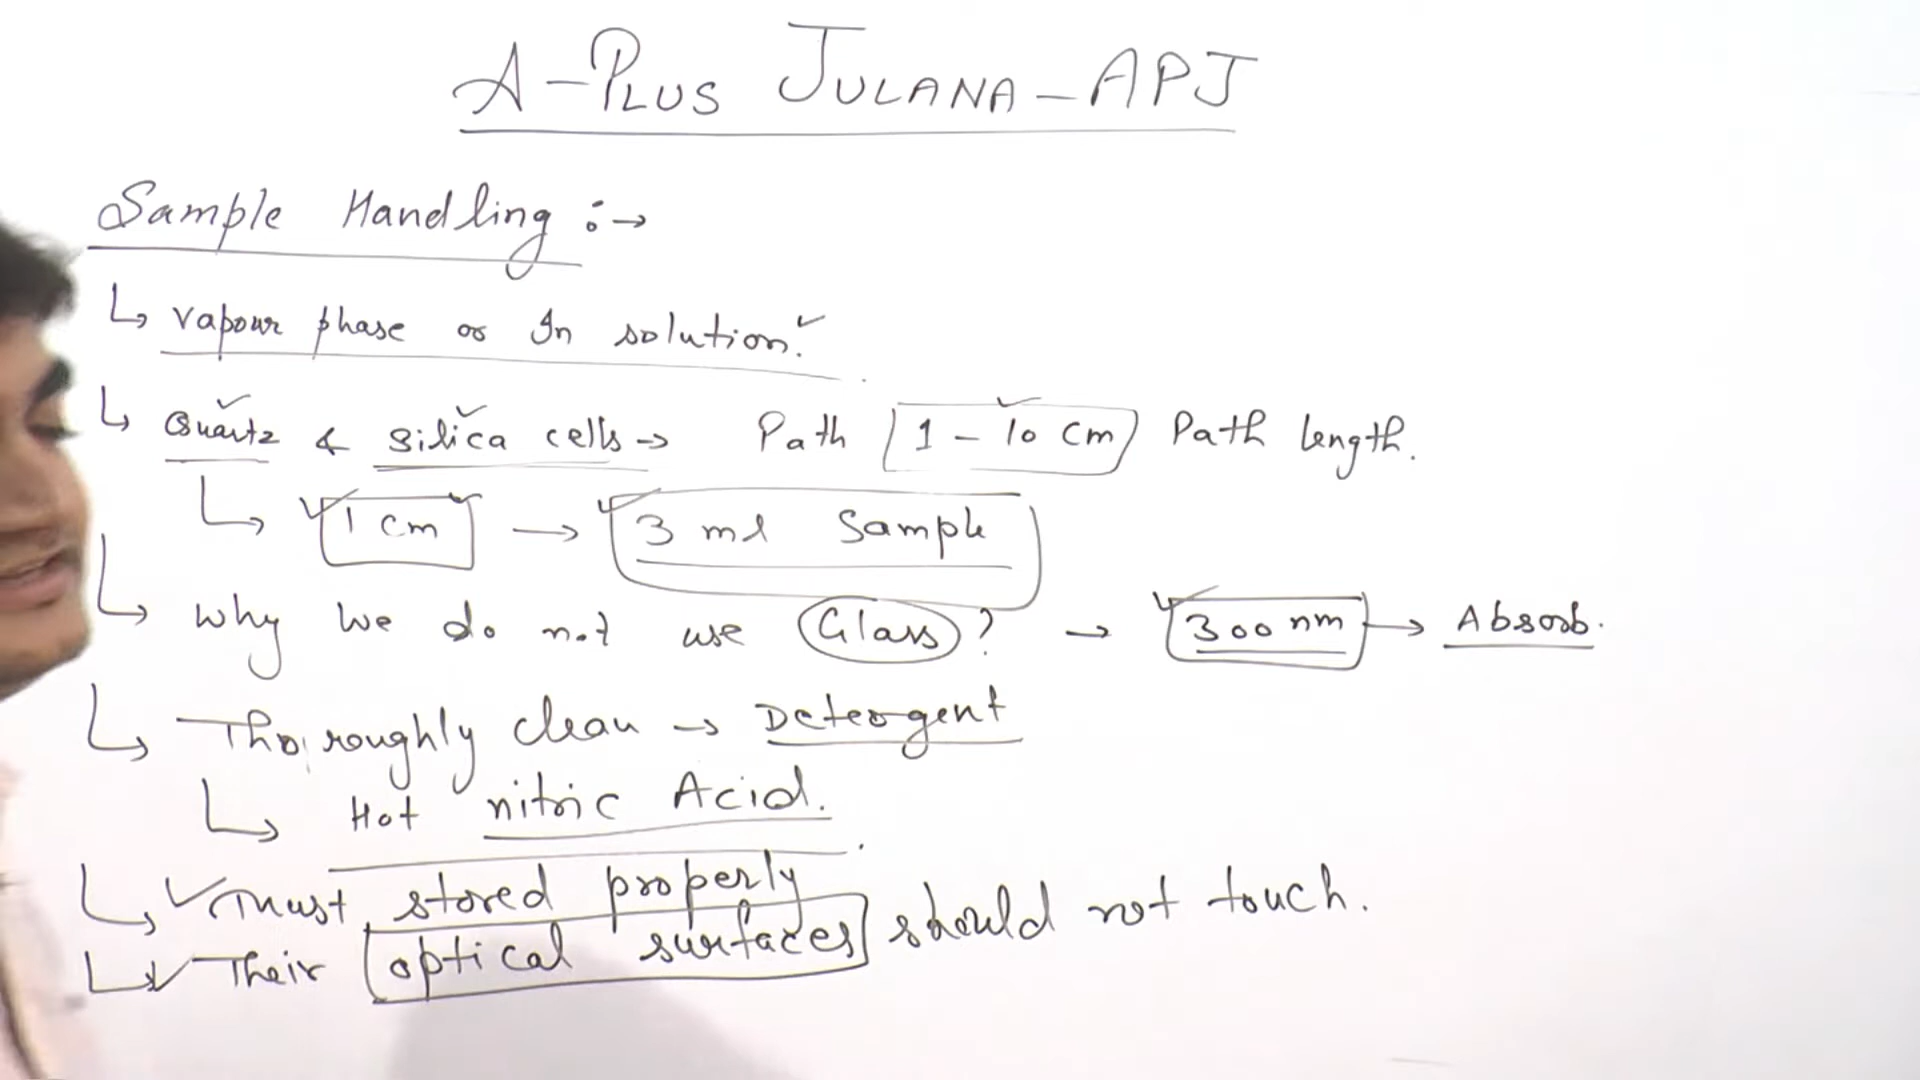 A-PLUS JULANA-APJ
Sample Handling :→
↳ vapour phase or In solution.
↳ Quartz & silica cells → Path 1 - 10 cm Path length.
↳ 1 cm → 3 ml Sample
↳ why we do not use Glass? → 300 nm → Absorb.
↳ Thoroughly clean → Detergent
↳ Hot nitric Acid.
↳ Must stored properly
↳ Their optical surfaces should not touch.